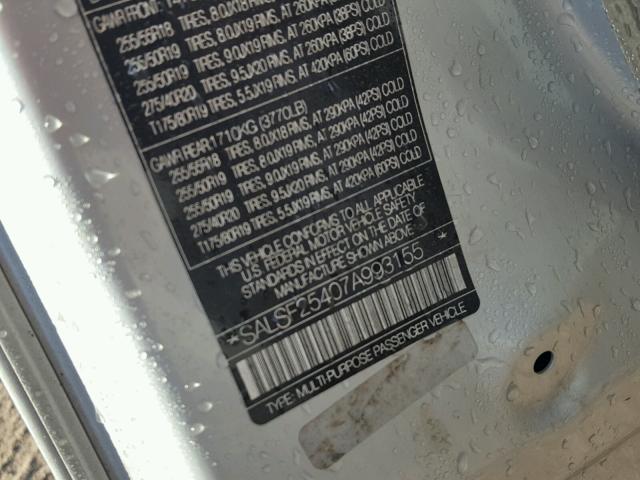 GAWR FRONT:
255/55R18 TIRES, 8.0JX18 RIMS, AT 260KPA (38PSI) COLD
255/50R19 TIRES, 8.0JX19 RIMS, AT 260KPA (38PSI) COLD
255/50R19 TIRES, 9.0JX19 RIMS, AT 260KPA (38PSI) COLD
275/40R20 TIRES, 9.5JX20 RIMS, AT 260KPA (38PSI) COLD
T175/80R19 TIRES, 5.5JX19 RIMS, AT 420KPA (60PSI) COLD
GAWR REAR: 1710KG (3770LB)
255/55R18 TIRES, 8.0JX18 RIMS, AT 290KPA (42PSI) COLD
255/50R19 TIRES, 8.0JX19 RIMS, AT 290KPA (42PSI) COLD
255/50R19 TIRES, 9.0JX19 RIMS, AT 290KPA (42PSI) COLD
275/40R20 TIRES, 9.5JX20 RIMS, AT 290KPA (42PSI) COLD
T175/80R19 TIRES, 5.5JX19 RIMS, AT 420KPA (60PSI) COLD
THIS VEHICLE CONFORMS TO ALL APPLICABLE
U.S. FEDERAL MOTOR VEHICLE SAFETY
STANDARDS IN EFFECT ON THE DATE OF
MANUFACTURE SHOWN ABOVE
*SALSF25407A993155*
TYPE: MULTI-PURPOSE PASSENGER VEHICLE